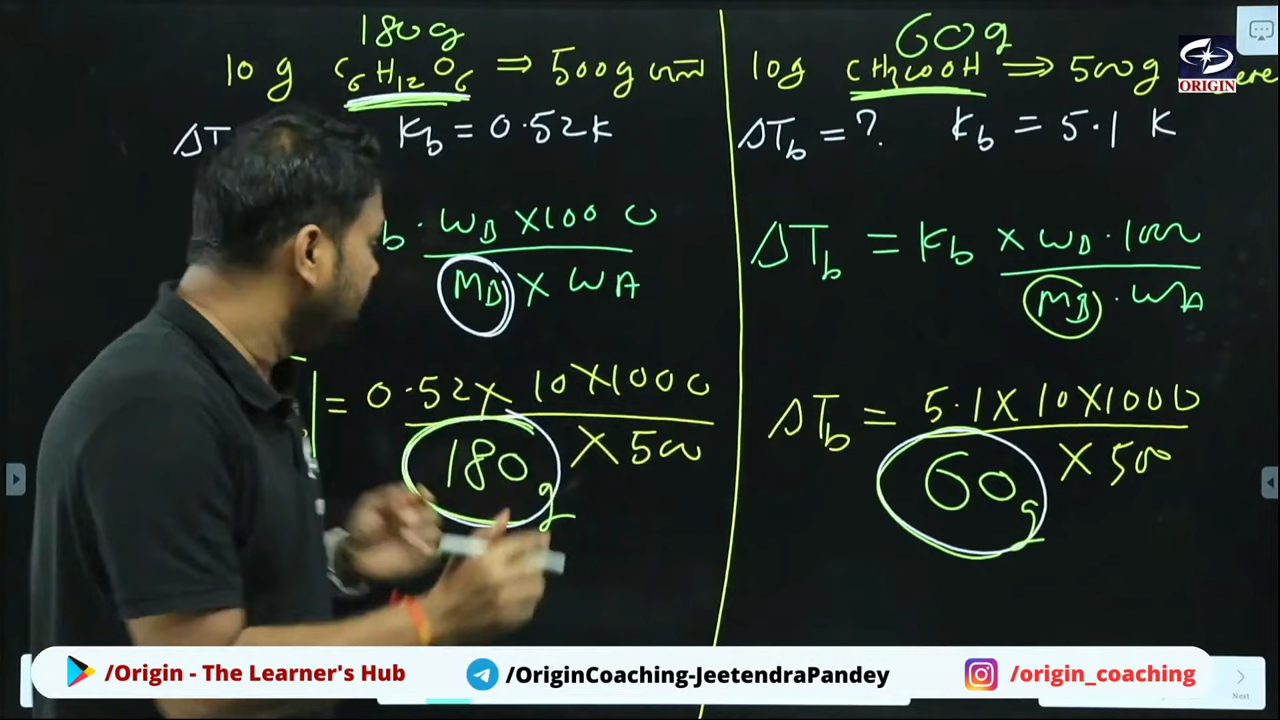 180g
10 g C6H12O6 ⇒ 500g जल
ΔT Kb = 0.52K
b · WB × 1000
MB × WA
= 0.52 × 10 × 1000
180g × 500
60g
10g CH3COOH ⇒ 500g
ΔTb = ? Kb = 5.1 K
ΔTb = Kb × WB · 1000
MB · WA
ΔTb = 5.1 × 10 × 1000
60g × 500
ORIGIN
/Origin - The Learner's Hub
/OriginCoaching-JeetendraPandey
/origin_coaching
Next